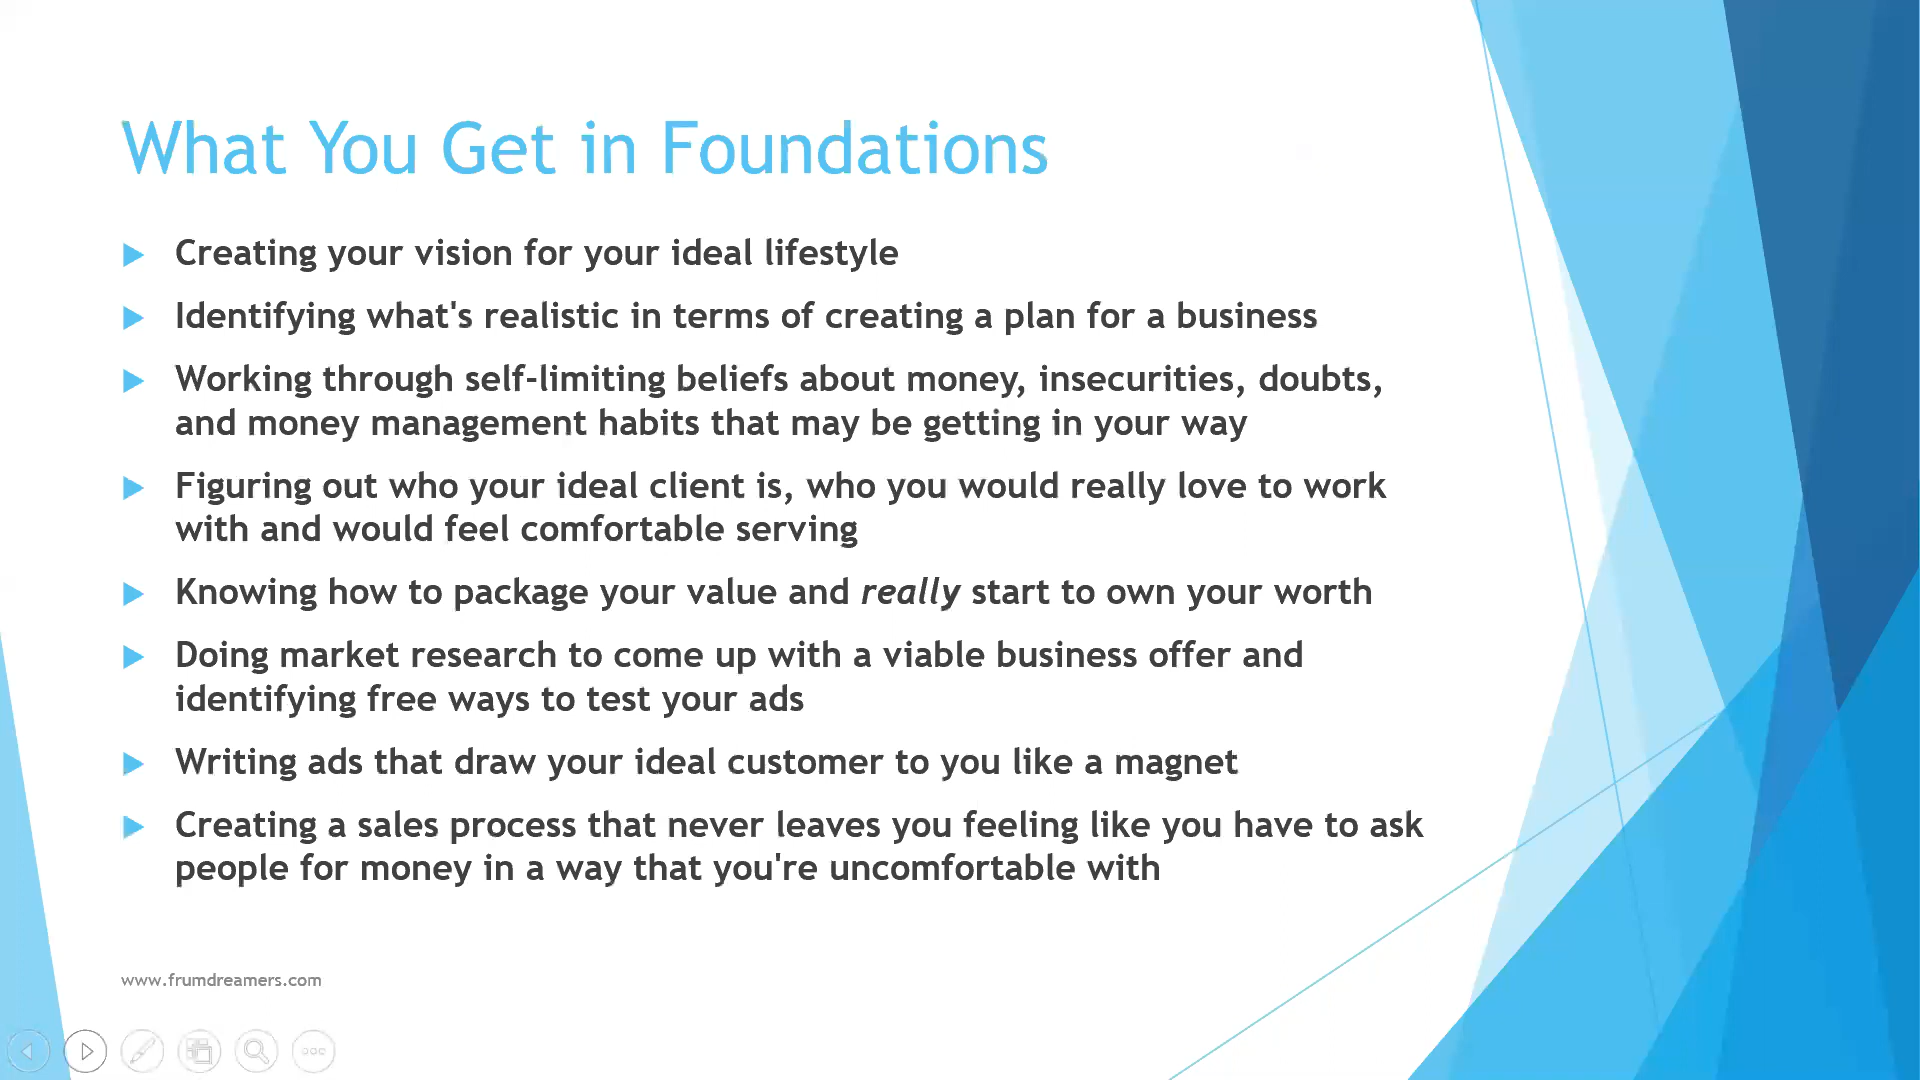 What You Get in Foundations
Creating your vision for your ideal lifestyle
Identifying what's realistic in terms of creating a plan for a business
Working through self-limiting beliefs about money, insecurities, doubts,
and money management habits that may be getting in your way
Figuring out who your ideal client is, who you would really love to work
with and would feel comfortable serving
Knowing how to package your value and really start to own your worth
Doing market research to come up with a viable business offer and
identifying free ways to test your ads
Writing ads that draw your ideal customer to you like a magnet
Creating a sales process that never leaves you feeling like you have to ask
people for money in a way that you're uncomfortable with
www.frumdreamers.com